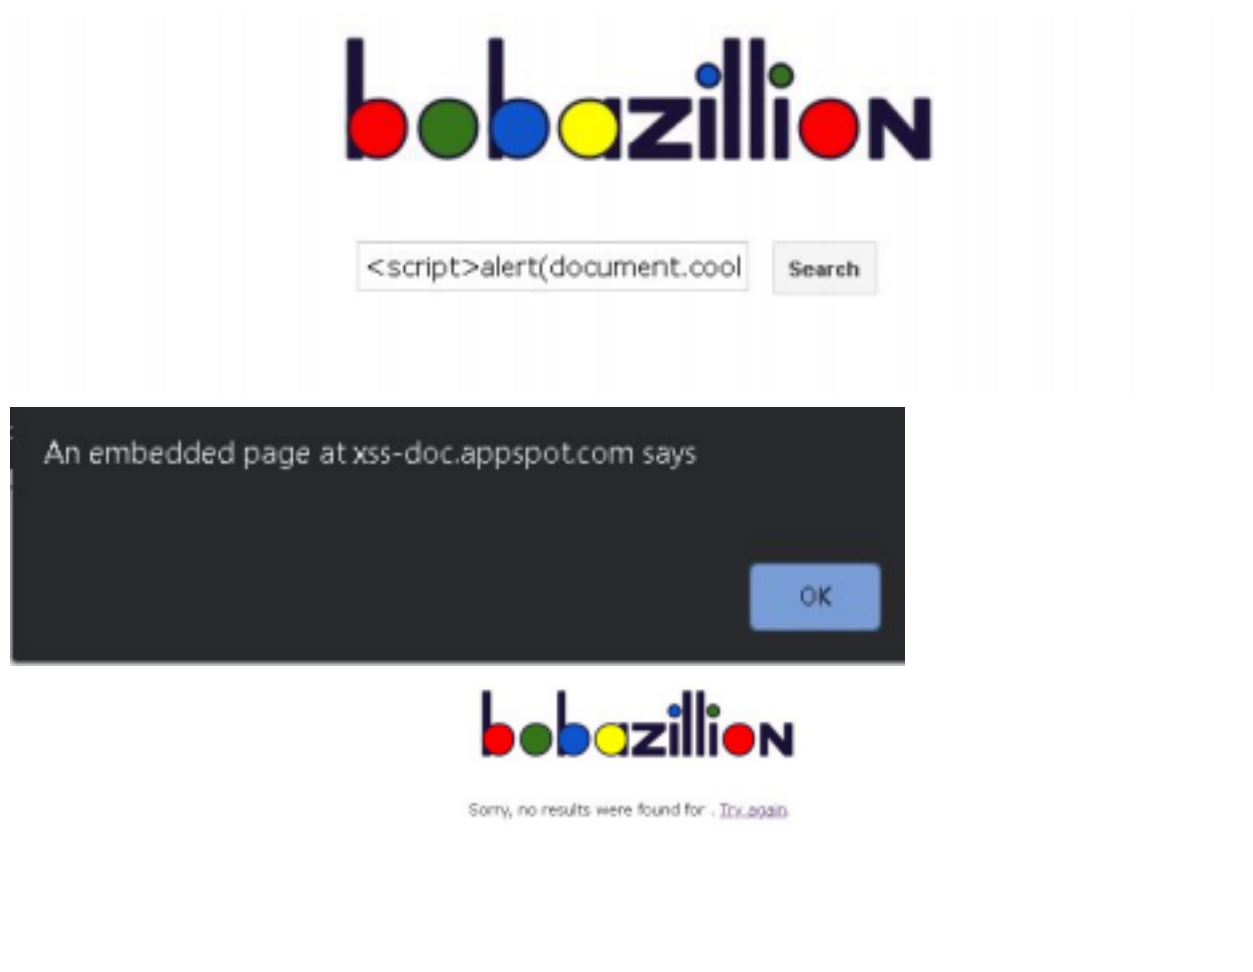 bobazillion
<script>alert(document.cool
Search
An embedded page at xss-doc.appspot.com says
OK
bobazillion
Sorry, no results were found for . Try again.